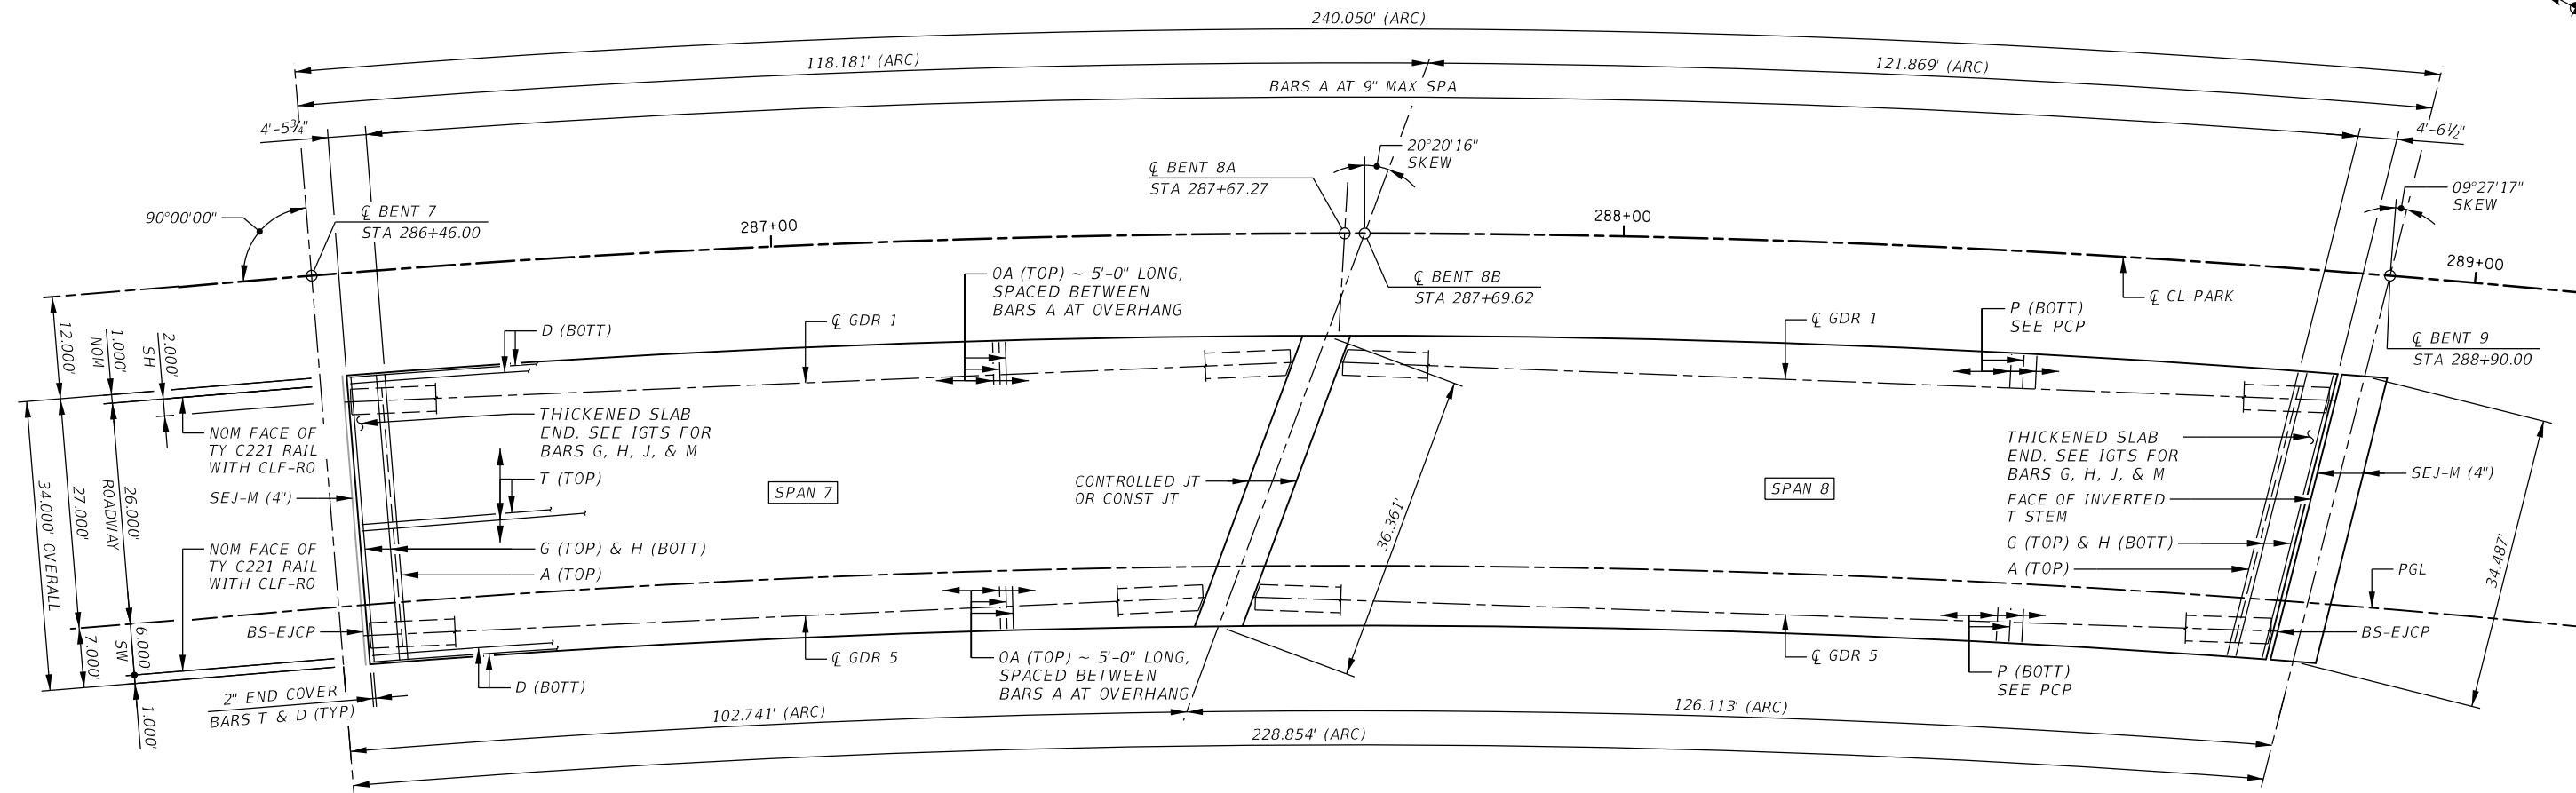 240.050' (ARC)
118.181' (ARC)
121.869' (ARC)
BARS A AT 9" MAX SPA
4'-5¾"
4'-6½"
20°20'16"
SKEW
℄ BENT 8A
STA 287+67.27
09°27'17"
SKEW
90°00'00"
℄ BENT 7
STA 286+46.00
287+00
288+00
289+00
℄ BENT 8B
STA 287+69.62
℄ CL-PARK
℄ BENT 9
STA 288+90.00
OA (TOP) ~ 5'-0" LONG,
SPACED BETWEEN
BARS A AT OVERHANG
D (BOTT)
℄ GDR 1
℄ GDR 1
P (BOTT)
SEE PCP
12.000'
1.000'
NOM
2.000'
SH
NOM FACE OF
TY C221 RAIL
WITH CLF-RO
THICKENED SLAB
END. SEE IGTS FOR
BARS G, H, J, & M
T (TOP)
SEJ-M (4")
SPAN 7
CONTROLLED JT
OR CONST JT
36.361'
SPAN 8
THICKENED SLAB
END. SEE IGTS FOR
BARS G, H, J, & M
FACE OF INVERTED
T STEM
G (TOP) & H (BOTT)
A (TOP)
SEJ-M (4")
34.487'
PGL
34.000' OVERALL
27.000'
26.000'
ROADWAY
NOM FACE OF
TY C221 RAIL
WITH CLF-RO
G (TOP) & H (BOTT)
A (TOP)
BS-EJCP
BS-EJCP
7.000'
6.000'
SW
1.000'
℄ GDR 5
℄ GDR 5
D (BOTT)
OA (TOP) ~ 5'-0" LONG,
SPACED BETWEEN
BARS A AT OVERHANG
P (BOTT)
SEE PCP
2" END COVER
BARS T & D (TYP)
102.741' (ARC)
126.113' (ARC)
228.854' (ARC)